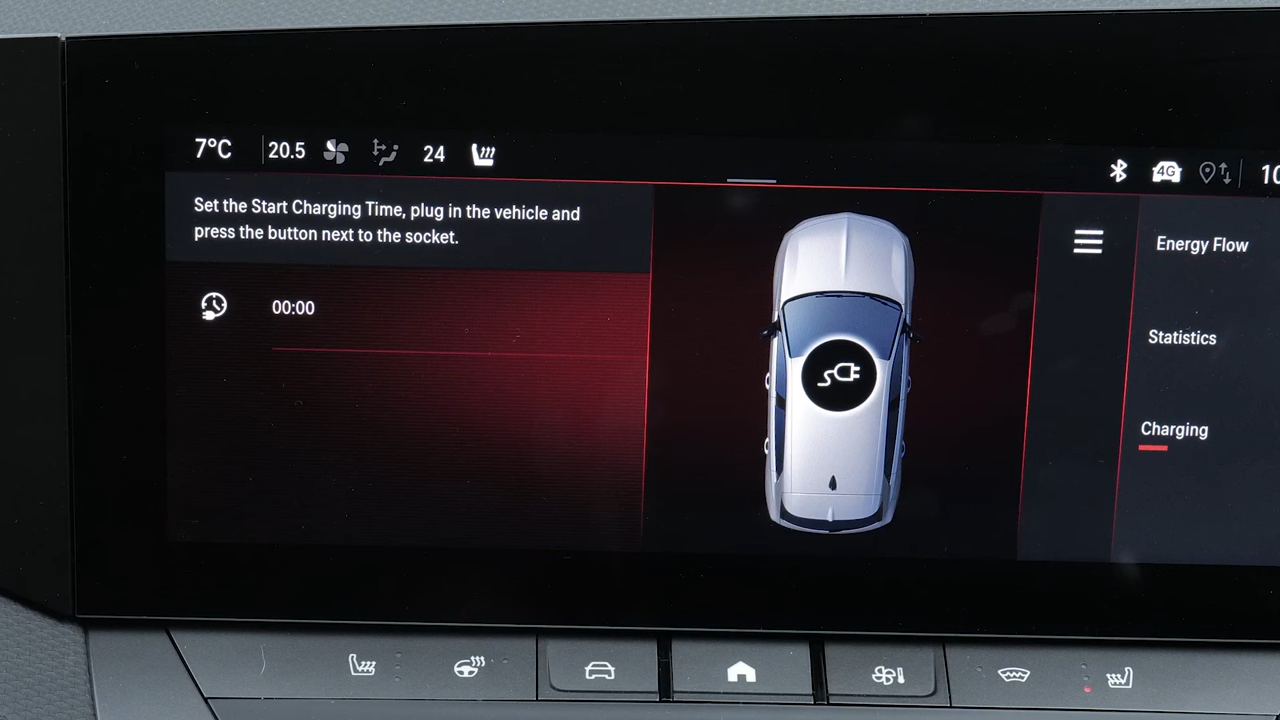 7°C
20.5
24
4G
10
Set the Start Charging Time, plug in the vehicle and
press the button next to the socket.
00:00
Energy Flow
Statistics
Charging